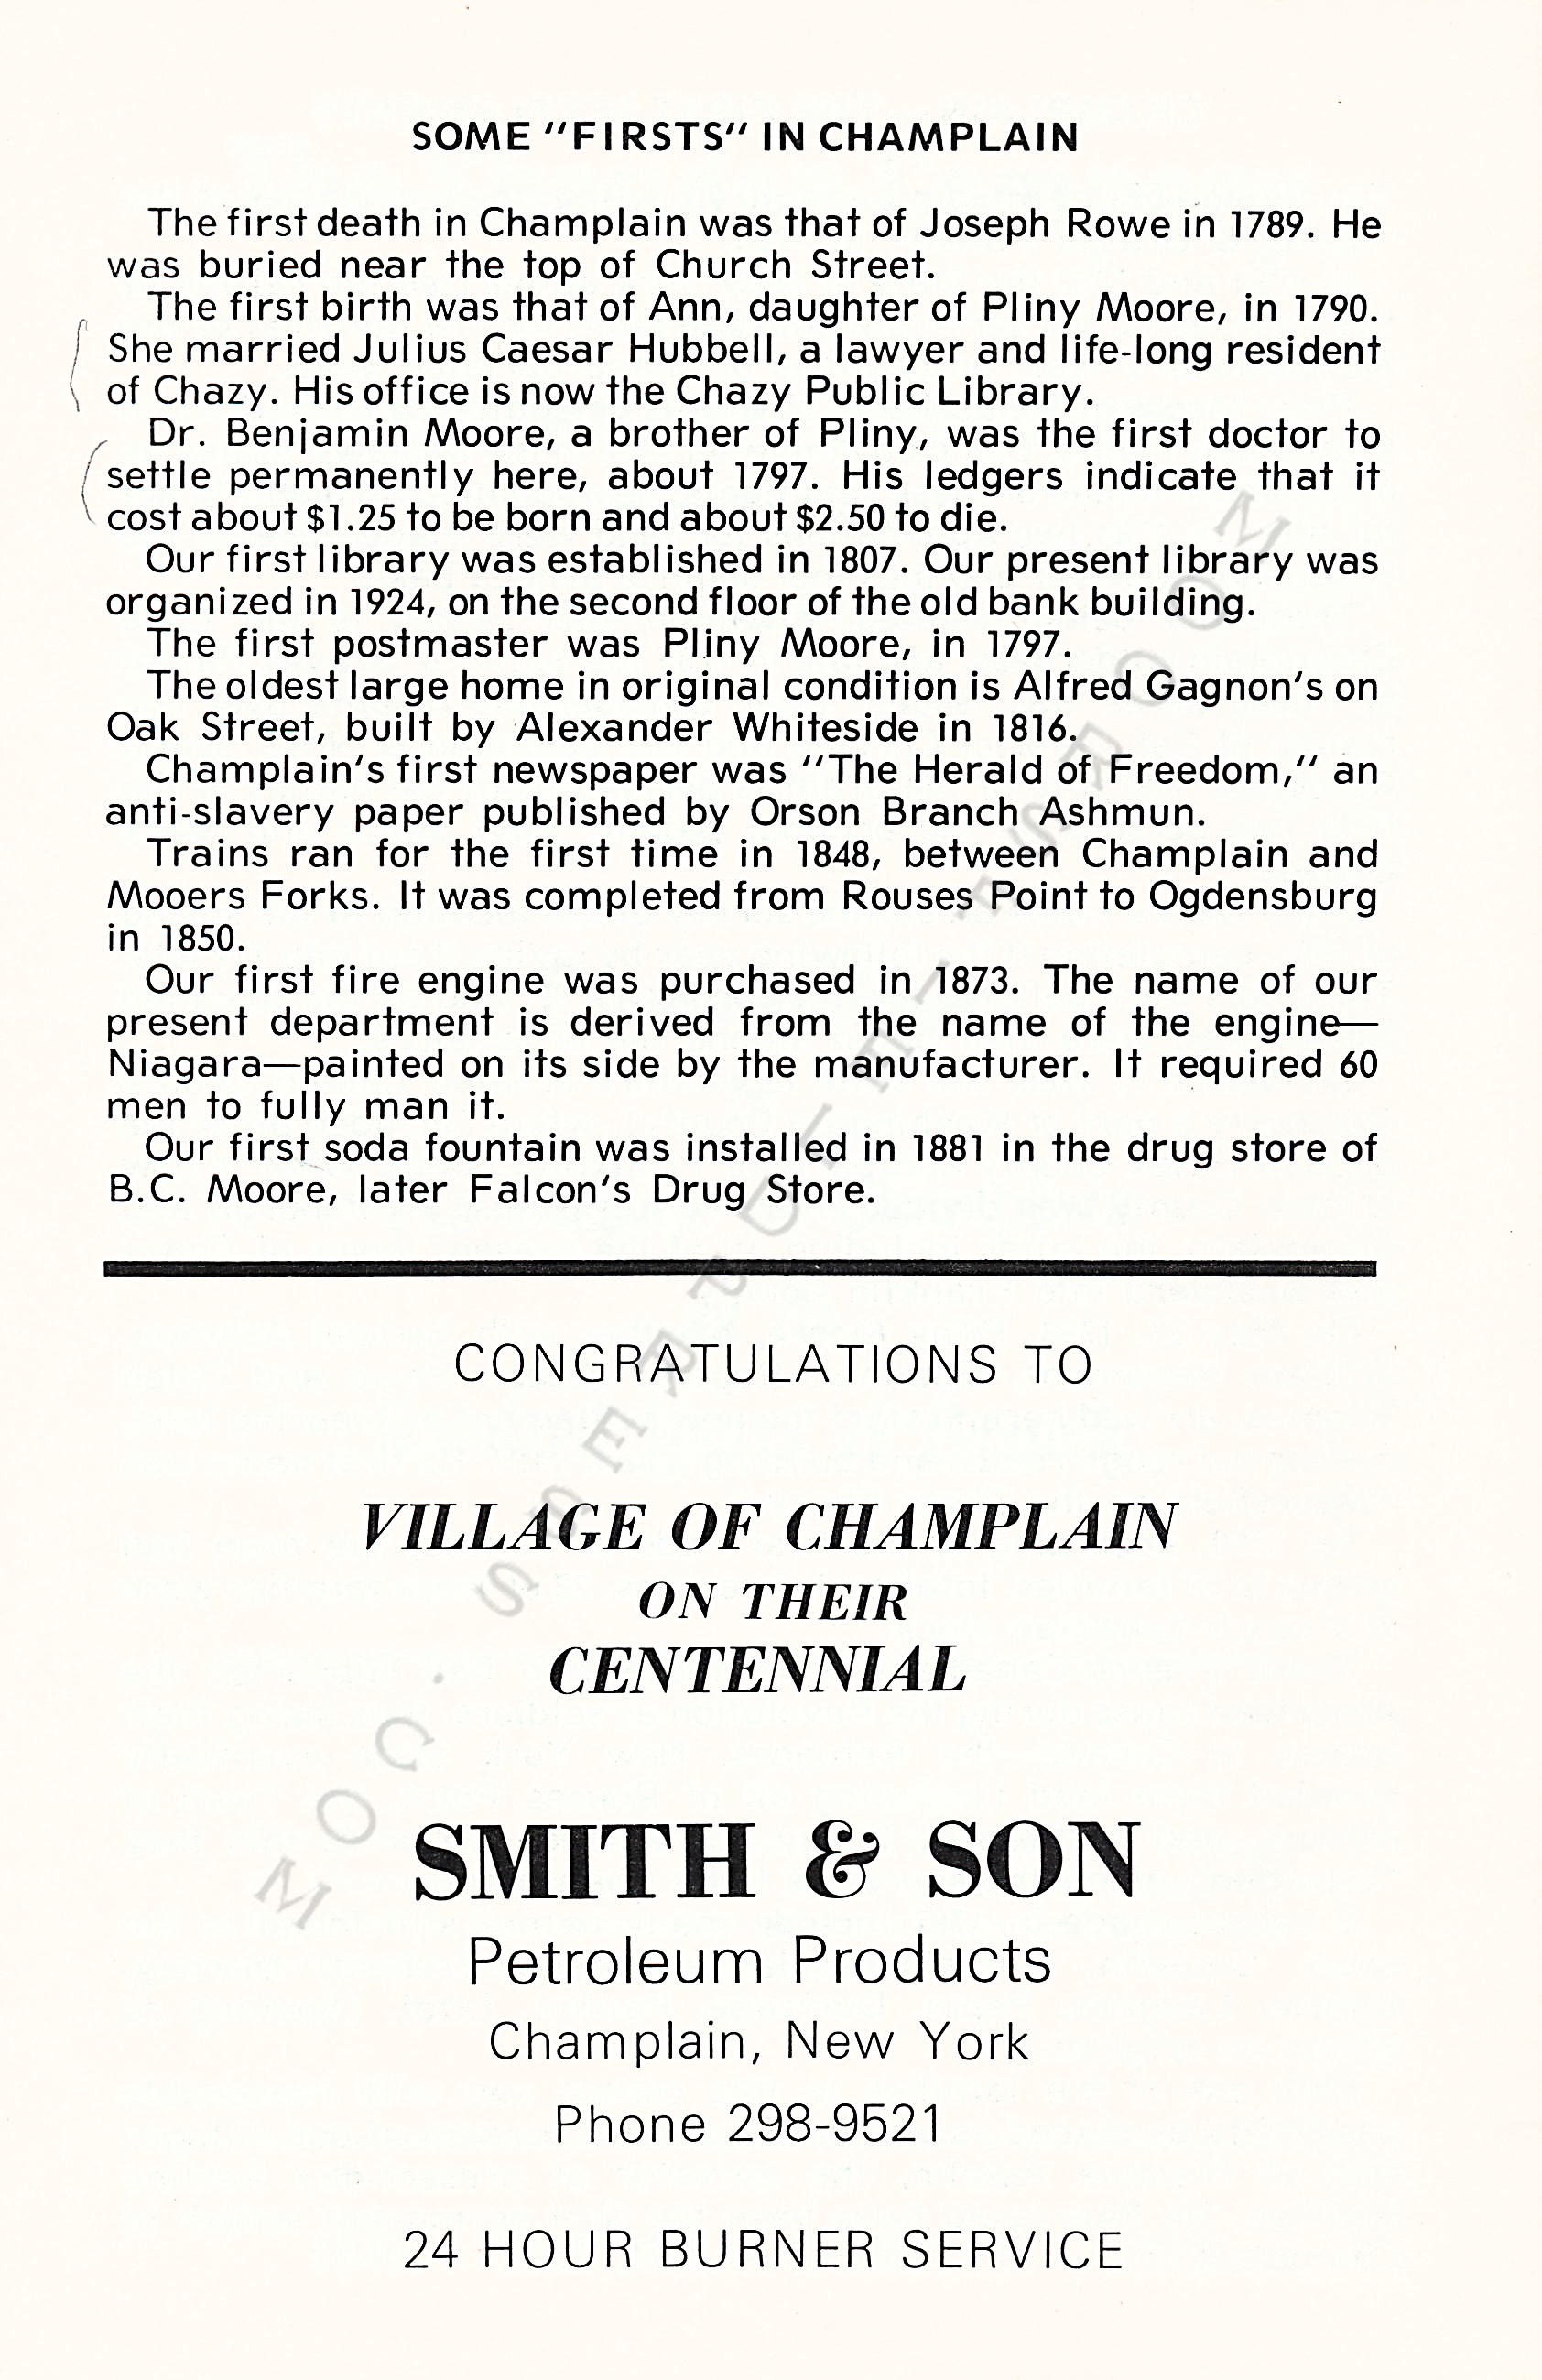 SOME "FIRSTS" IN CHAMPLAIN
The first death in Champlain was that of Joseph Rowe in 1789. He
was buried near the top of Church Street.
The first birth was that of Ann, daughter of Pliny Moore, in 1790.
She married Julius Caesar Hubbell, a lawyer and life-long resident
of Chazy. His office is now the Chazy Public Library.
Dr. Benjamin Moore, a brother of Pliny, was the first doctor to
settle permanently here, about 1797. His ledgers indicate that it
cost about $1.25 to be born and about $2.50 to die.
Our first library was established in 1807. Our present library was
organized in 1924, on the second floor of the old bank building.
The first postmaster was Pliny Moore, in 1797.
The oldest large home in original condition is Alfred Gagnon's on
Oak Street, built by Alexander Whiteside in 1816.
Champlain's first newspaper was "The Herald of Freedom," an
anti-slavery paper published by Orson Branch Ashmun.
Trains ran for the first time in 1848, between Champlain and
Mooers Forks. It was completed from Rouses Point to Ogdensburg
in 1850.
Our first fire engine was purchased in 1873. The name of our
present department is derived from the name of the engine—
Niagara—painted on its side by the manufacturer. It required 60
men to fully man it.
Our first soda fountain was installed in 1881 in the drug store of
B.C. Moore, later Falcon's Drug Store.
CONGRATULATIONS TO
VILLAGE OF CHAMPLAIN
ON THEIR
CENTENNIAL
SMITH & SON
Petroleum Products
Champlain, New York
Phone 298-9521
24 HOUR BURNER SERVICE